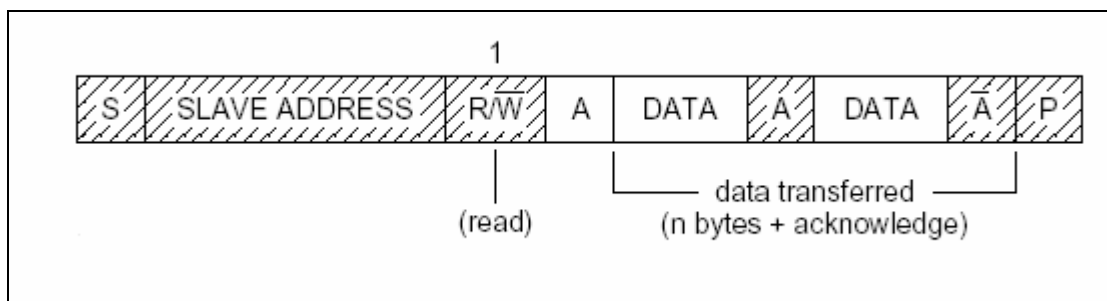 1
S SLAVE ADDRESS R/W̅ A DATA A DATA A̅ P
(read)
data transferred
(n bytes + acknowledge)